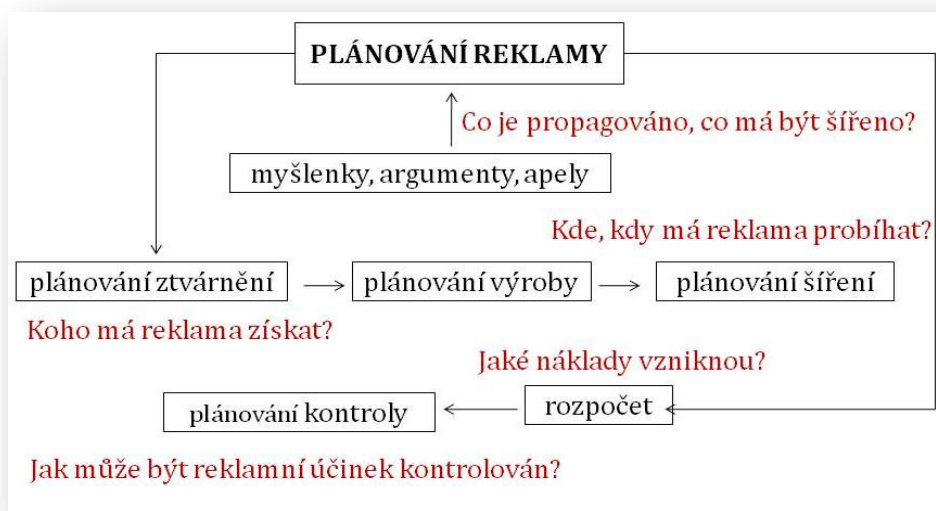 PLÁNOVÁNÍ REKLAMY
Co je propagováno, co má být šířeno?
myšlenky, argumenty, apely
Kde, kdy má reklama probíhat?
plánování ztvárnění
plánování výroby
plánování šíření
Koho má reklama získat?
Jaké náklady vzniknou?
plánování kontroly
rozpočet
Jak může být reklamní účinek kontrolován?